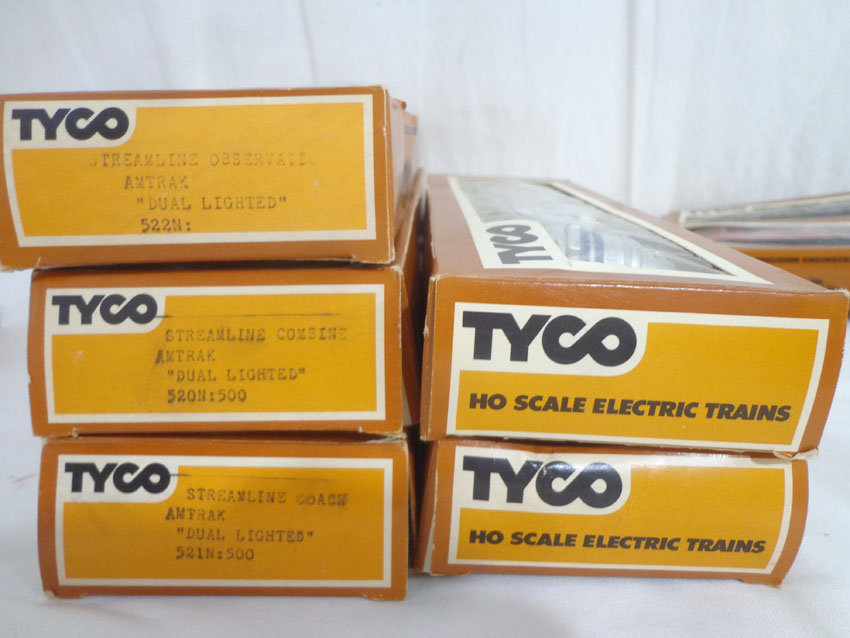 TYCO
STREAMLINE OBSERVATIO
AMTRAK
"DUAL LIGHTED"
522N:
TYCO
STREAMLINE COMBINE
AMTRAK
"DUAL LIGHTED"
520N:500
TYCO
STREAMLINE COACH
AMTRAK
"DUAL LIGHTED"
521N:500
TYCO
TYCO
HO SCALE ELECTRIC TRAINS
TYCO
HO SCALE ELECTRIC TRAINS